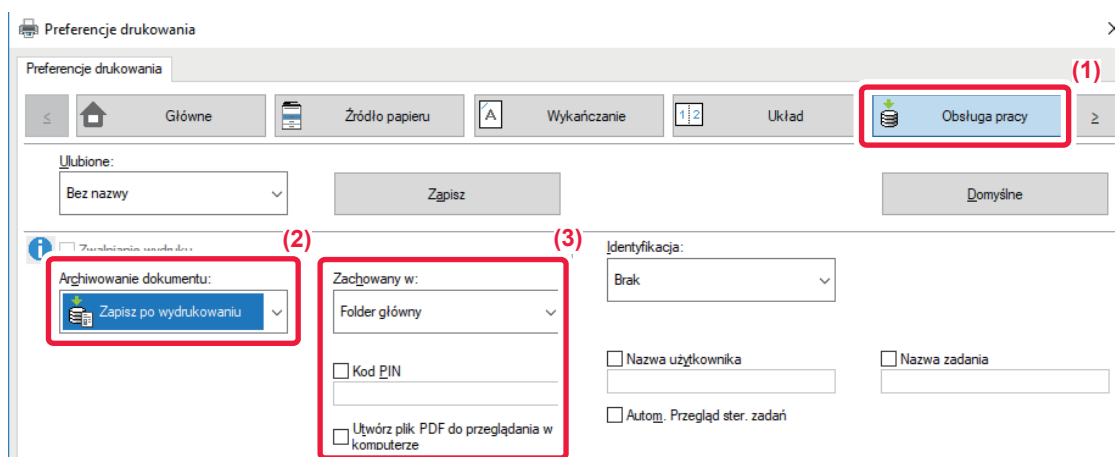 Preferencje drukowania
Preferencje drukowania
(1)
Główne
Źródło papieru
Wykańczanie
Układ
Obsługa pracy
Ulubione:
Bez nazwy
Zapisz
Domyślne
Zwalnianie wydruku
(2)
(3)
Archiwowanie dokumentu:
Zapisz po wydrukowaniu
Zachowany w:
Folder główny
Identyfikacja:
Brak
Kod PIN
Nazwa użytkownika
Nazwa zadania
Utwórz plik PDF do przeglądania w
komputerze
Autom. Przegląd ster. zadań